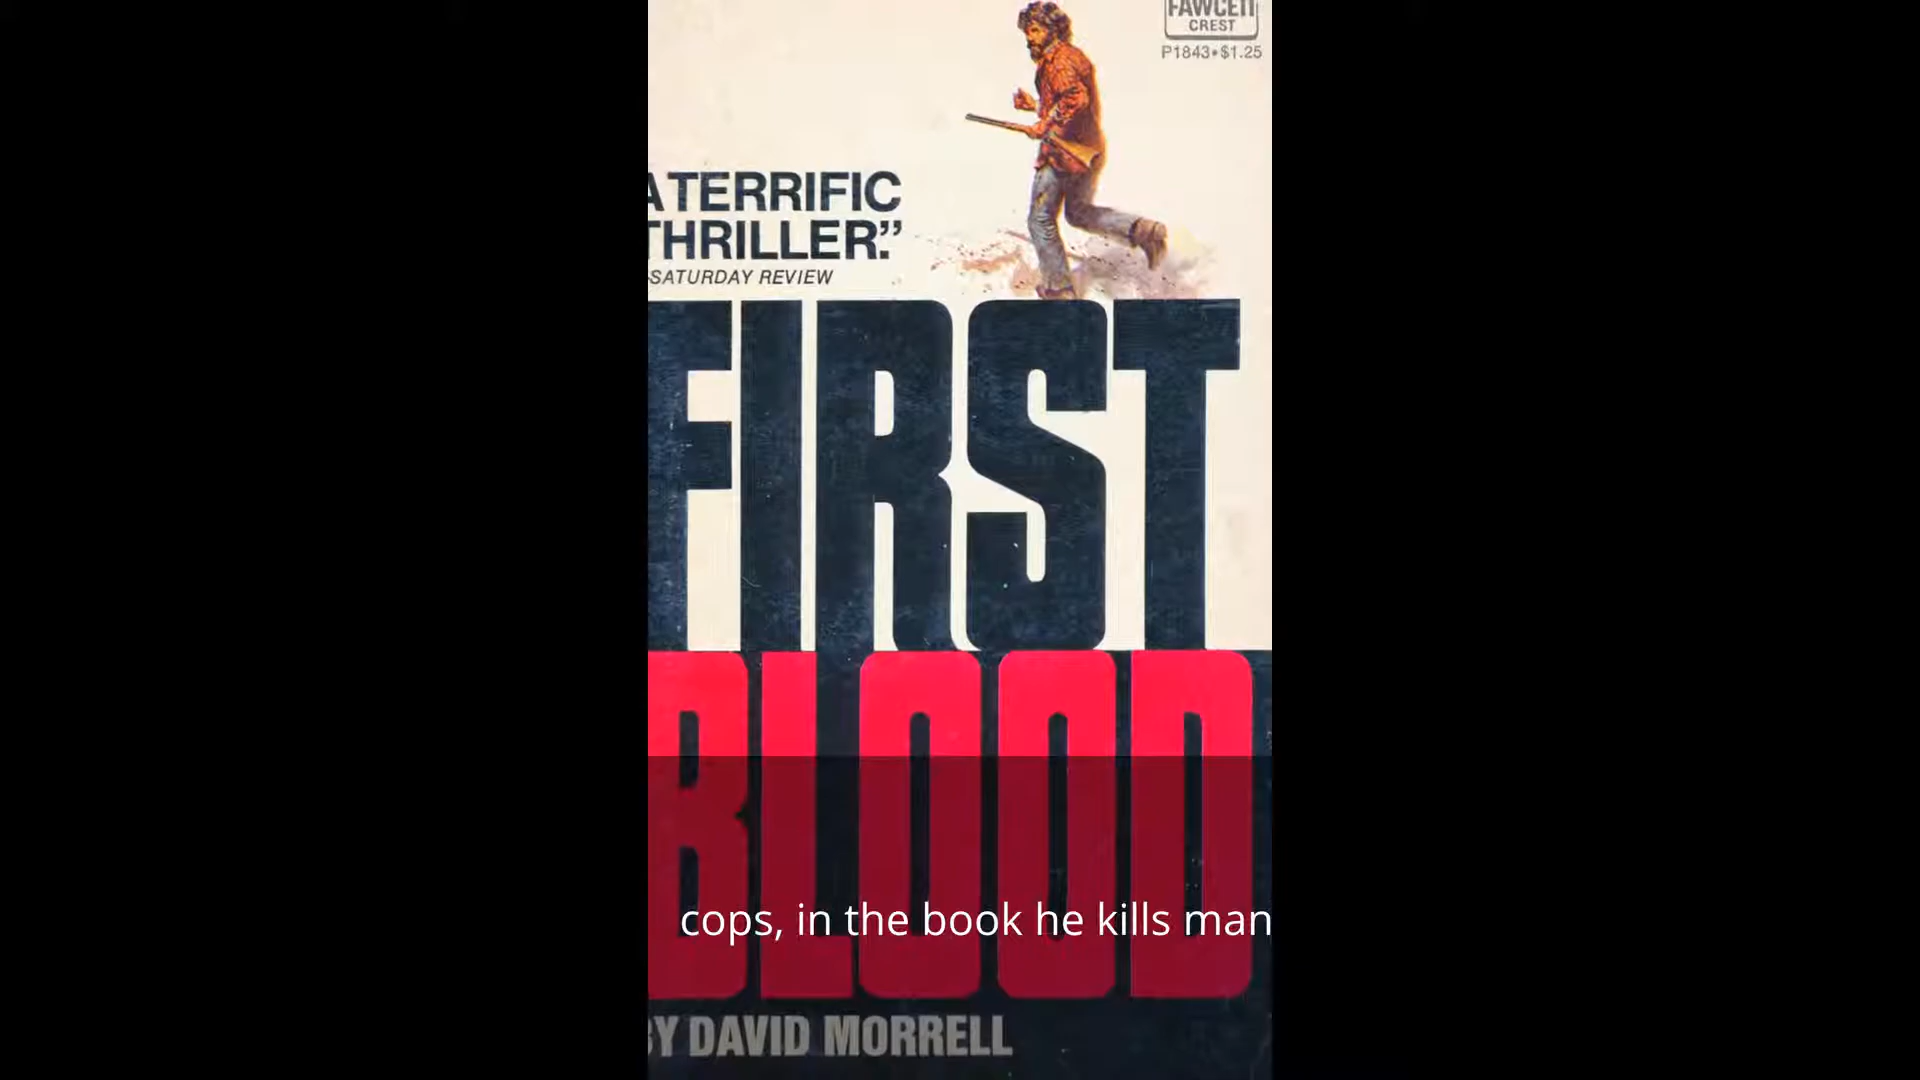 FAWCETT
CREST
P1843•$1.25
A TERRIFIC
THRILLER.”
-SATURDAY REVIEW
FIRST
BLOOD
cops, in the book he kills man
BY DAVID MORRELL